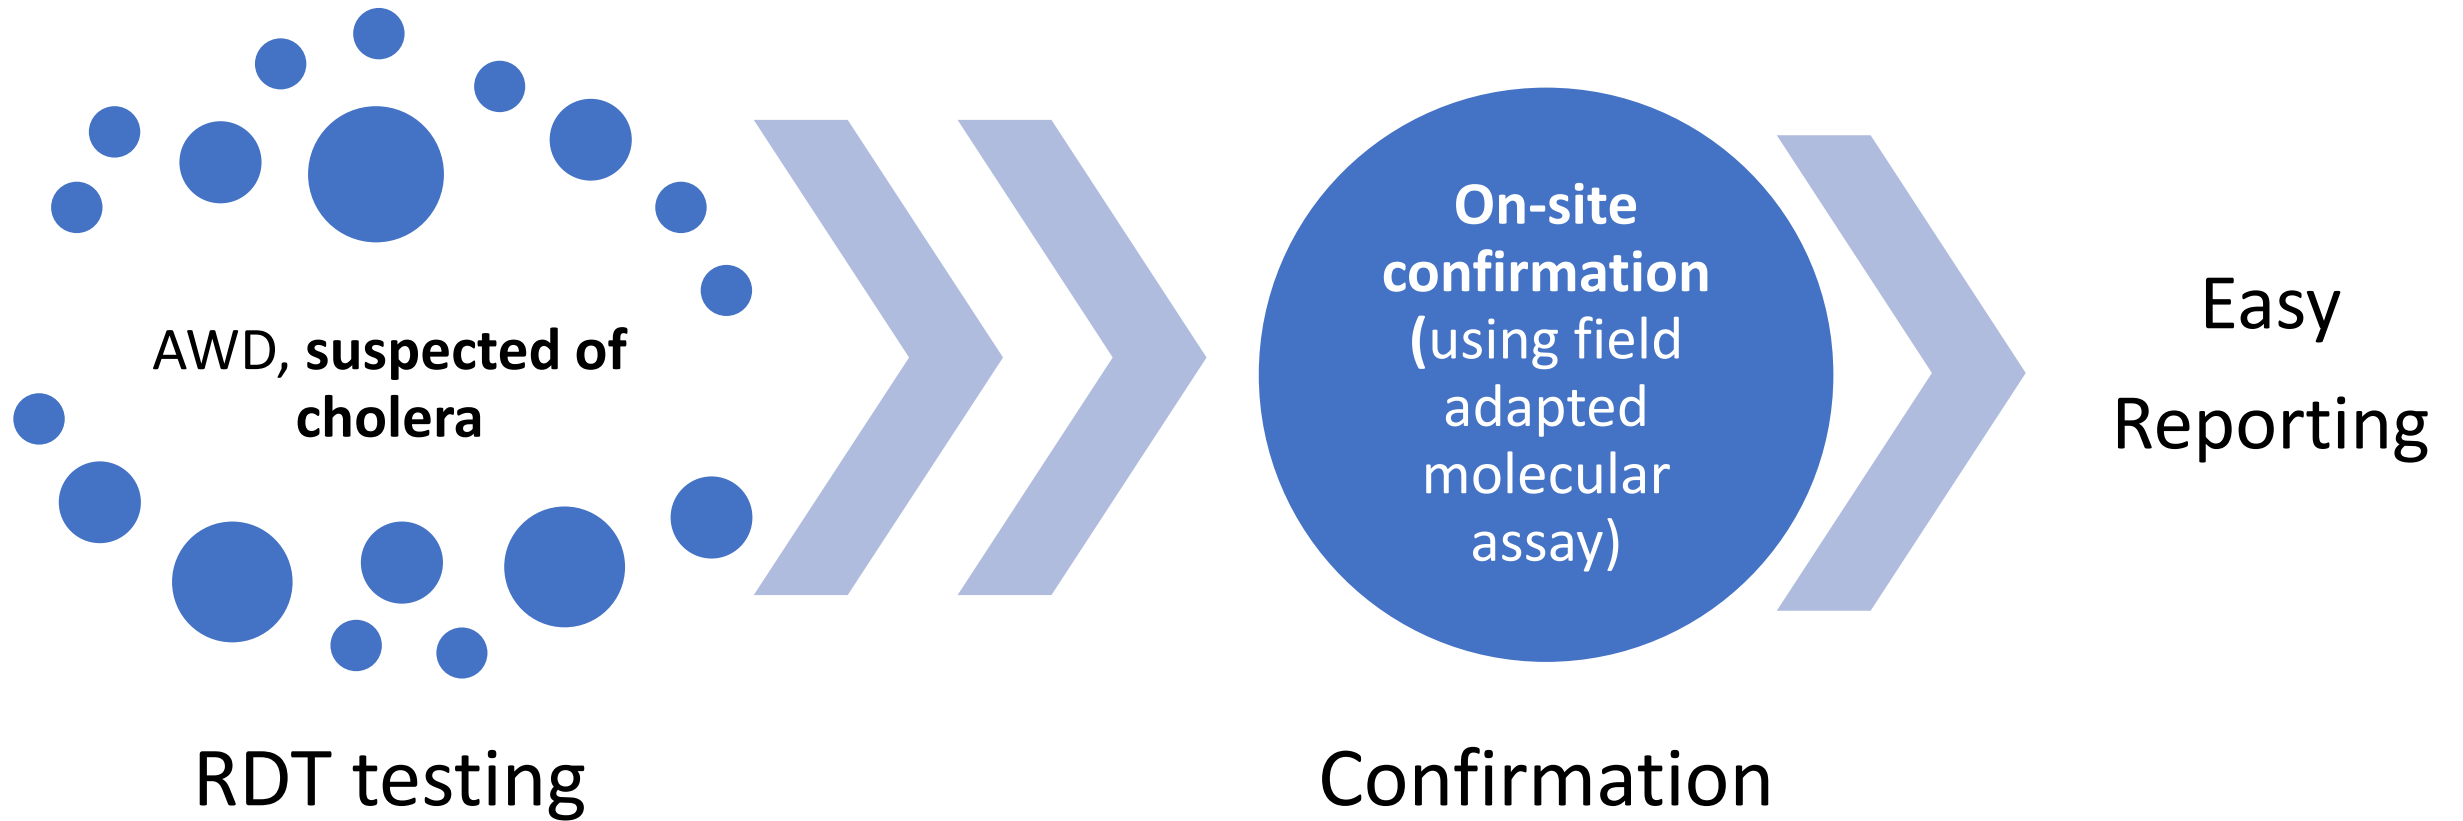 AWD, suspected of
cholera
RDT testing
On-site
confirmation
(using field
adapted
molecular
assay)
Confirmation
Easy
Reporting